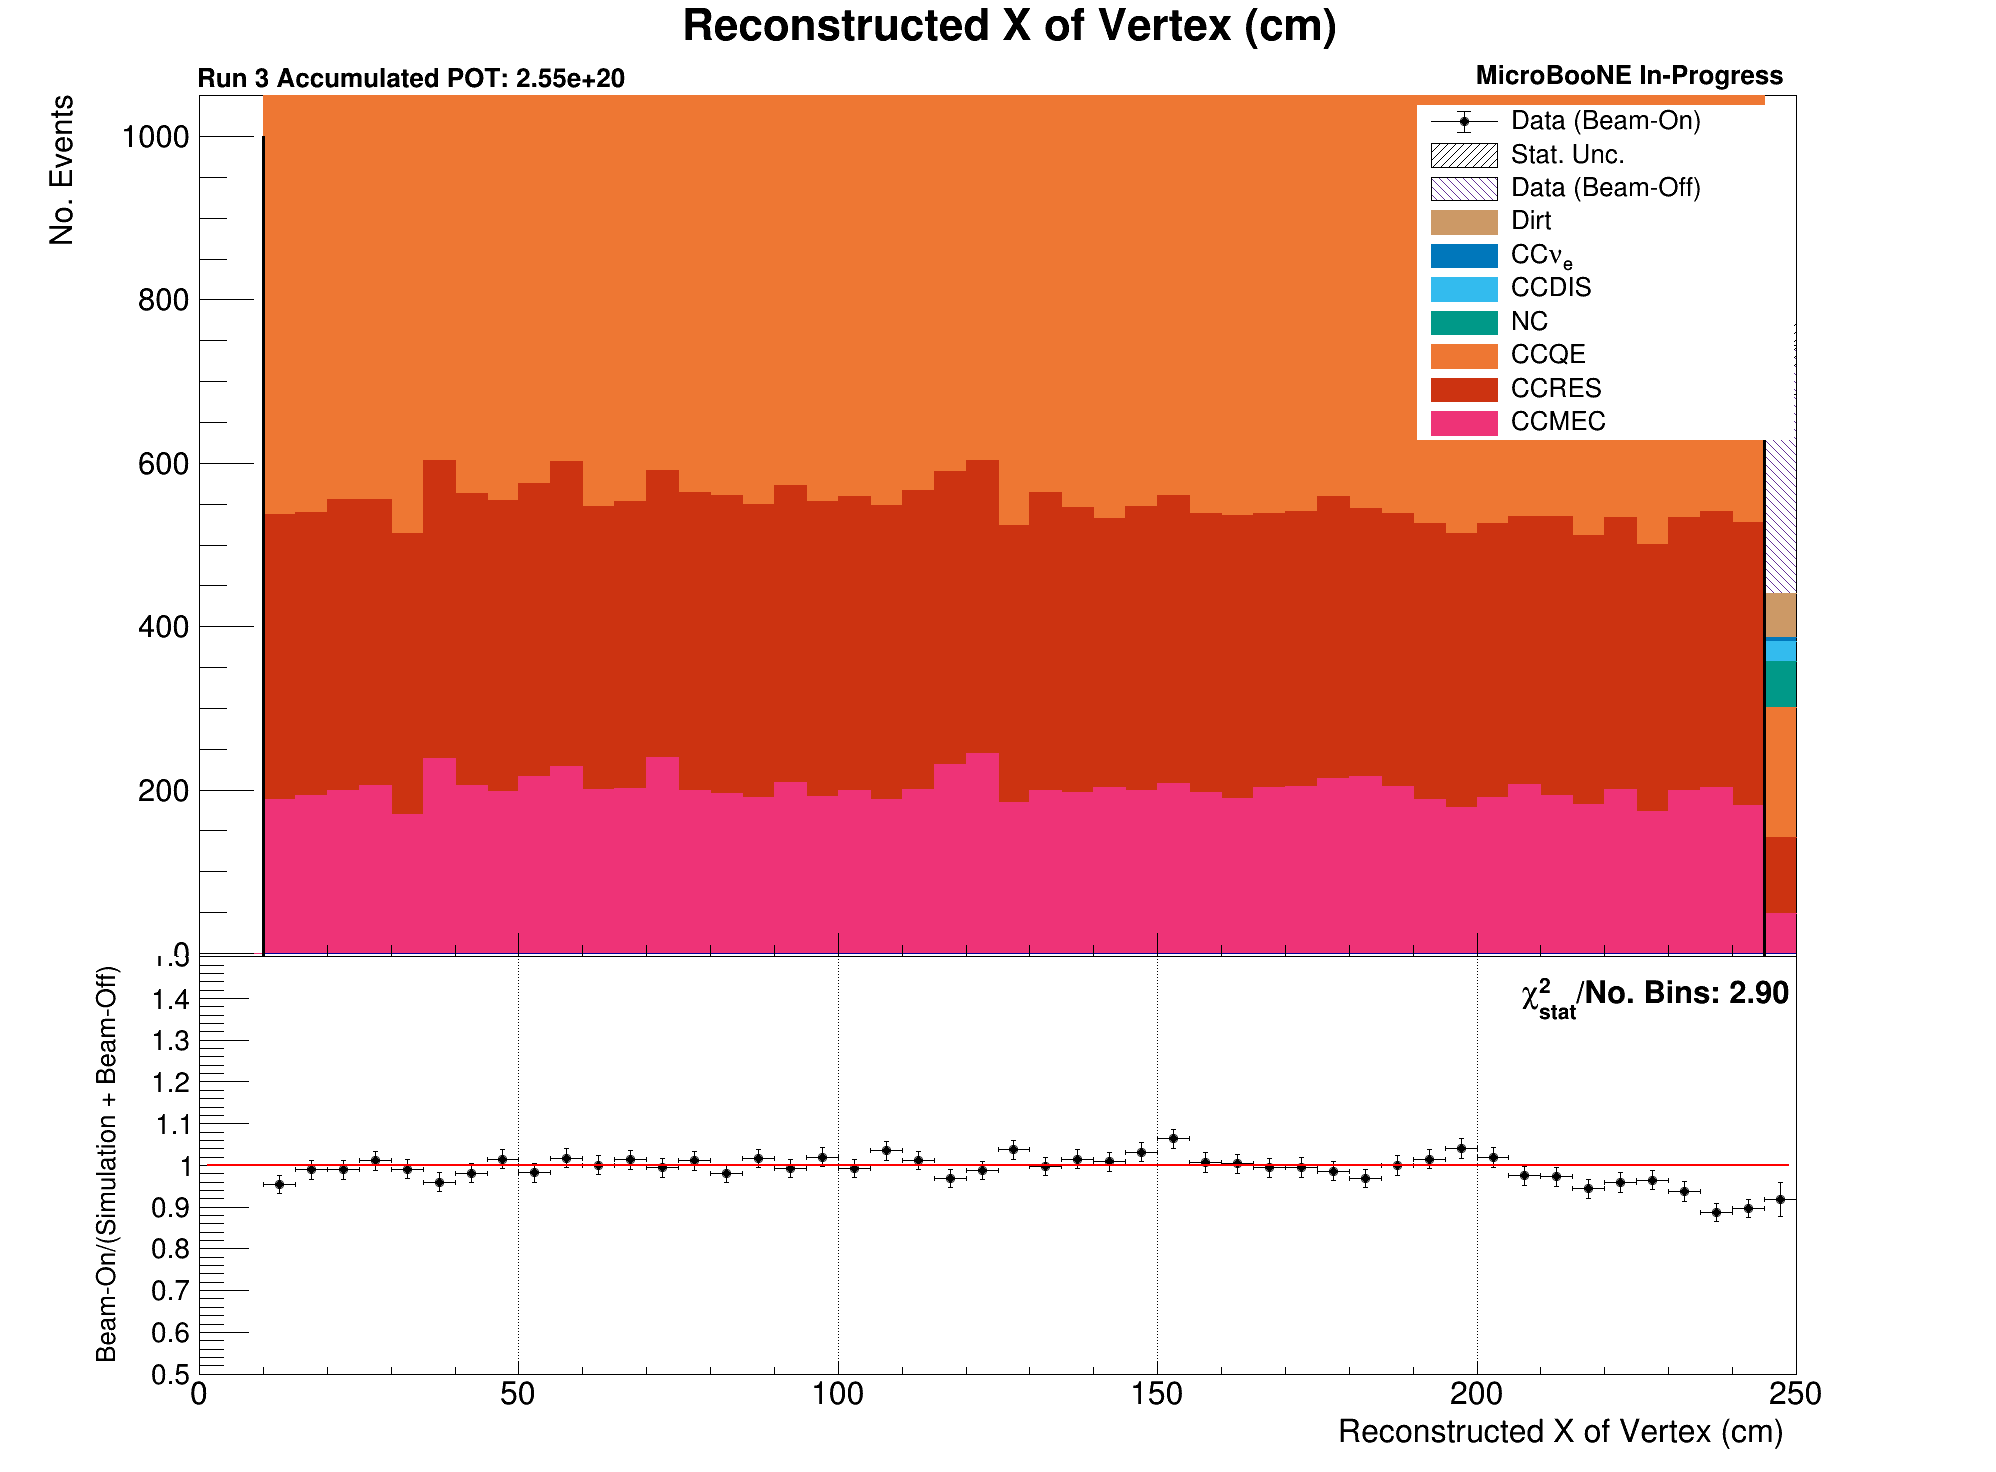 Reconstructed X of Vertex (cm)
Run 3 Accumulated POT: 2.55e+20
MicroBooNE In-Progress
No. Events
1000
800
600
400
200
0
Data (Beam-On)
Stat. Unc.
Data (Beam-Off)
Dirt
CCνe
CCDIS
NC
CCQE
CCRES
CCMEC
Beam-On/(Simulation + Beam-Off)
1.5
1.4
1.3
1.2
1.1
1
0.9
0.8
0.7
0.6
0.5
χ²stat/No. Bins: 2.90
0 50 100 150 200 250
Reconstructed X of Vertex (cm)